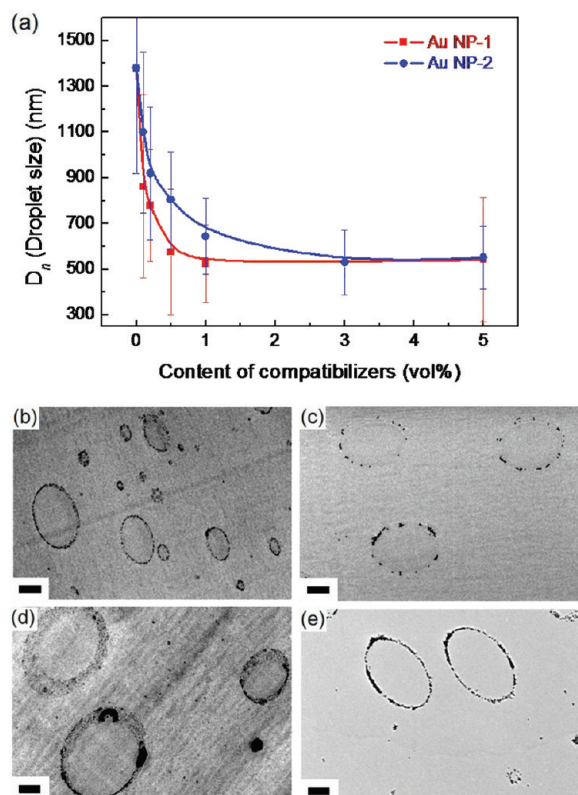 (a)
1500
1300
1100
900
700
500
300
Dn (Droplet size) (nm)
Au NP-1
Au NP-2
0 1 2 3 4 5
Content of compatibilizers (vol%)
(b)
(c)
(d)
(e)